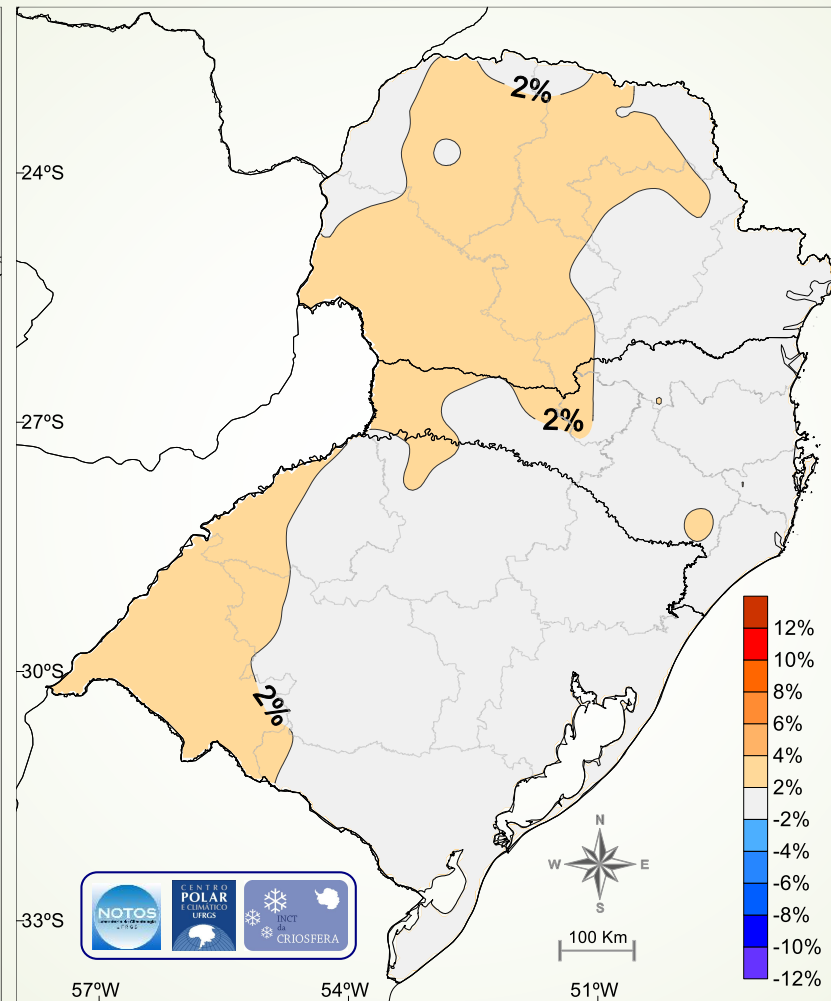 2%
24ºS
27ºS
2%
30ºS
2%
33ºS
57ºW
54ºW
51ºW
12%
10%
8%
6%
4%
2%
-2%
-4%
-6%
-8%
-10%
-12%
N
W
E
S
100 Km
NOTOS
UFRGS
CENTRO
POLAR
E CLIMÁTICO
UFRGS
INCT
da
CRIOSFERA